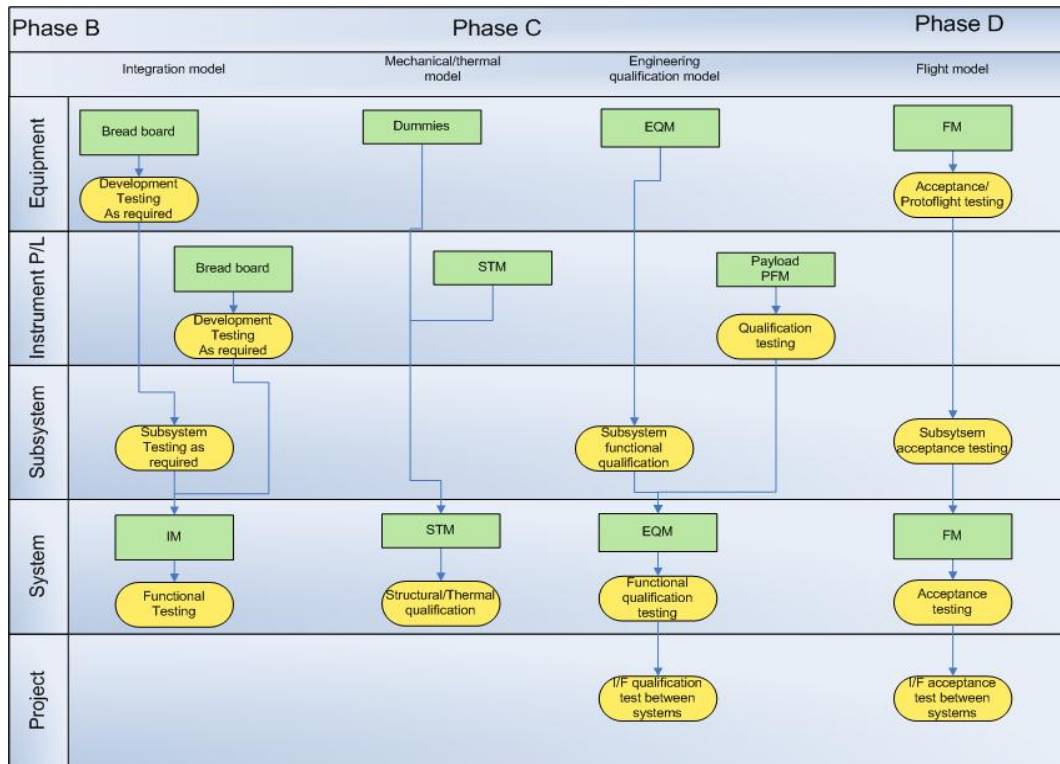 Phase B
Phase C
Phase D
Integration model
Mechanical/thermal
model
Engineering
qualification model
Flight model
Equipment
Bread board
Dummies
EQM
FM
Development
Testing
As required
Acceptance/
Protoflight testing
Instrument P/L
Bread board
STM
Payload
PFM
Development
Testing
As required
Qualification
testing
Subsystem
Subsystem
Testing as
required
Subsystem
functional
qualification
Subsytsem
acceptance testing
System
IM
STM
EQM
FM
Functional
Testing
Structural/Thermal
qualification
Functional
qualification
testing
Acceptance
testing
Project
I/F qualification
test between
systems
I/F acceptance
test between
systems